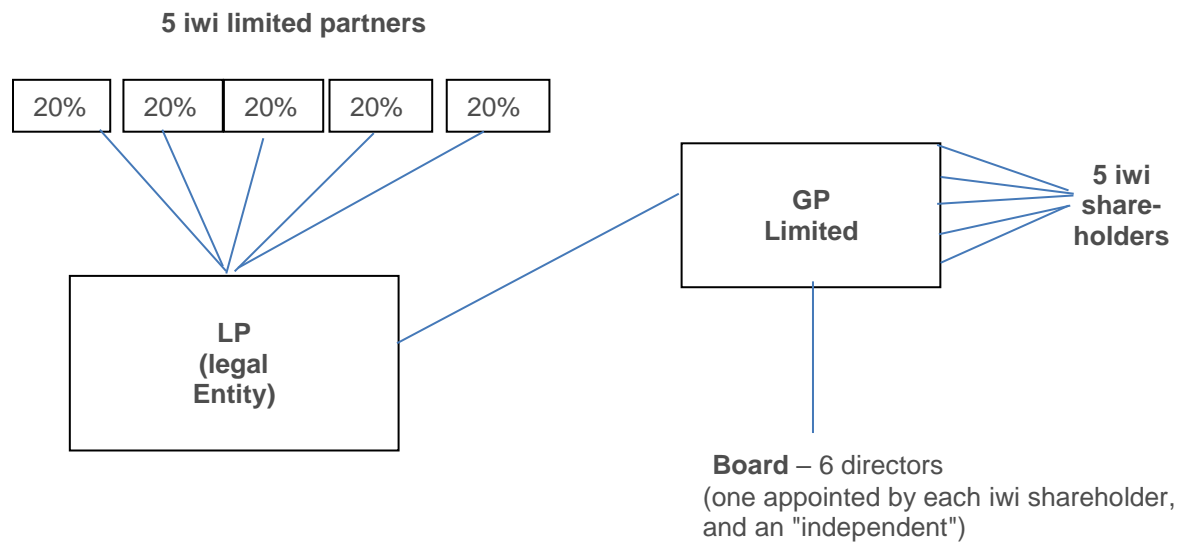 5 iwi limited partners
20%
20%
20%
20%
20%
GP
Limited
5 iwi
share-
holders
LP
(legal
Entity)
Board – 6 directors
(one appointed by each iwi shareholder,
and an "independent")